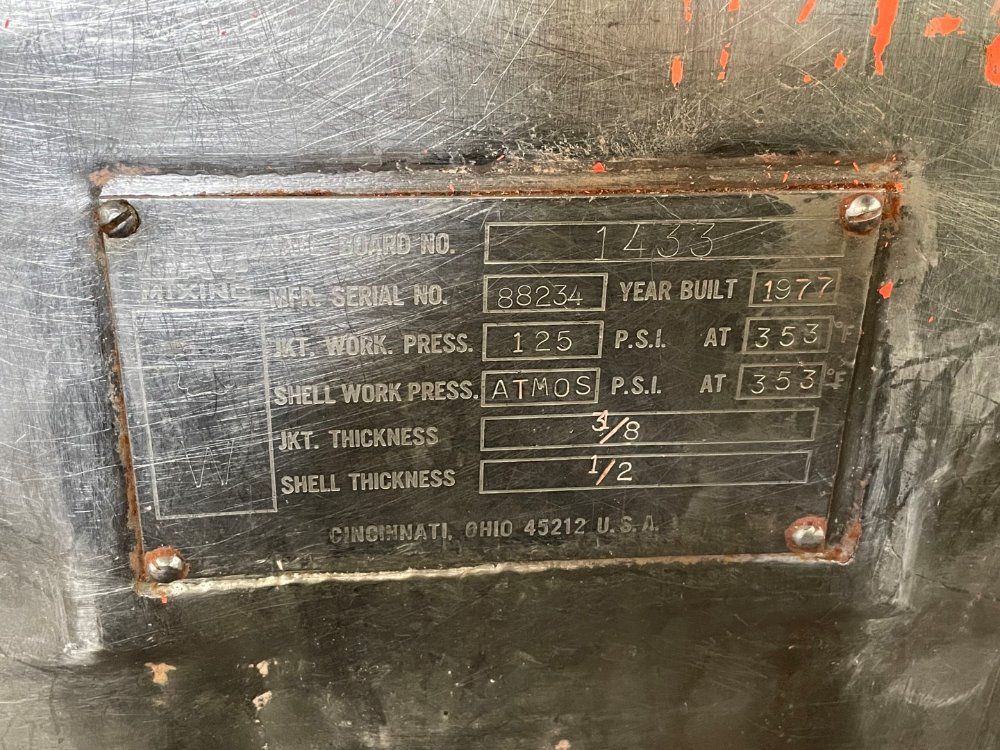 BOARD NO. 1433
MIXING
MFR. SERIAL NO. 88234 YEAR BUILT 1977
JKT. WORK. PRESS. 125 P.S.I. AT 353 °F
SHELL WORK PRESS. ATMOS P.S.I. AT 353 °F
JKT. THICKNESS 3/8
SHELL THICKNESS 1/2
W
CINCINNATI, OHIO 45212 U.S.A.